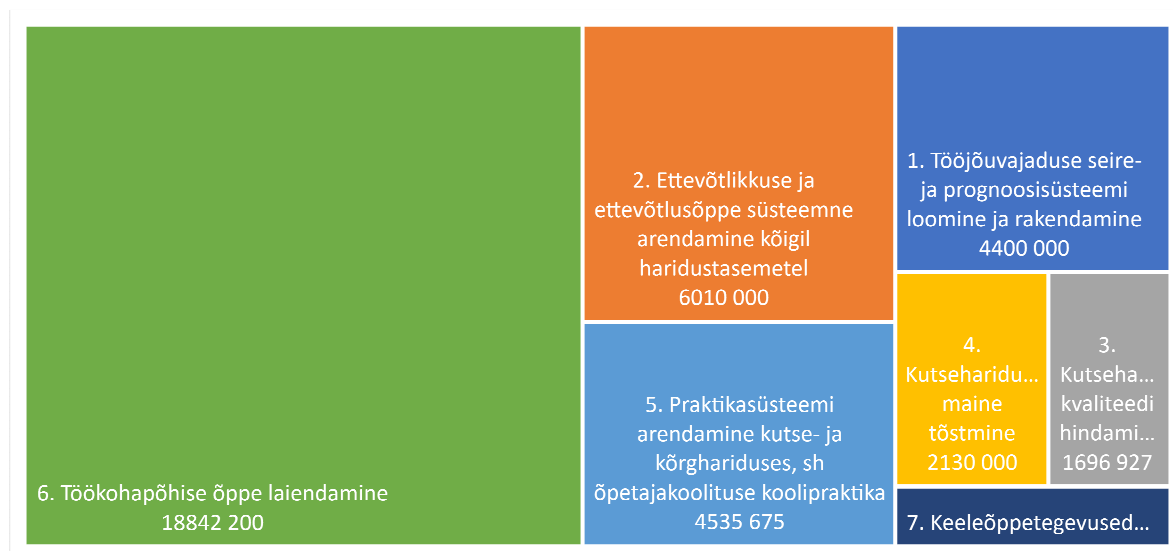 6. Töökohapõhise õppe laiendamine
18842 200
2. Ettevõtlikkuse ja
ettevõtlusõppe süsteemne
arendamine kõigil
haridustasemetel
6010 000
5. Praktikasüsteemi
arendamine kutse- ja
kõrghariduses, sh
õpetajakoolituse koolipraktika
4535 675
1. Tööjõuvajaduse seire-
ja prognoosisüsteemi
loomine ja rakendamine
4400 000
4.
Kutseharidu...
maine
tõstmine
2130 000
3.
Kutseha...
kvaliteedi
hindami...
1696 927
7. Keeleõppetegevused...